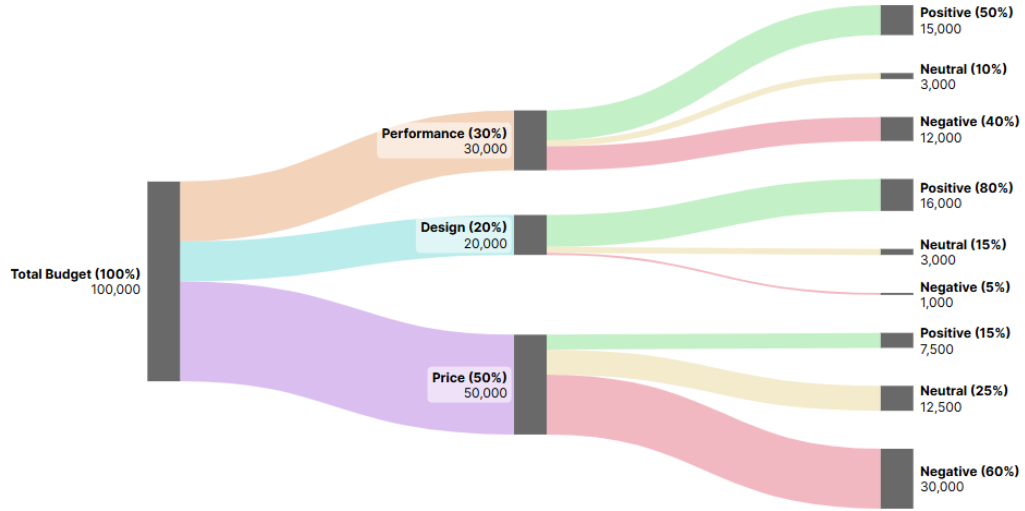 Total Budget (100%)
100,000
Performance (30%)
30,000
Design (20%)
20,000
Price (50%)
50,000
Positive (50%)
15,000
Neutral (10%)
3,000
Negative (40%)
12,000
Positive (80%)
16,000
Neutral (15%)
3,000
Negative (5%)
1,000
Positive (15%)
7,500
Neutral (25%)
12,500
Negative (60%)
30,000